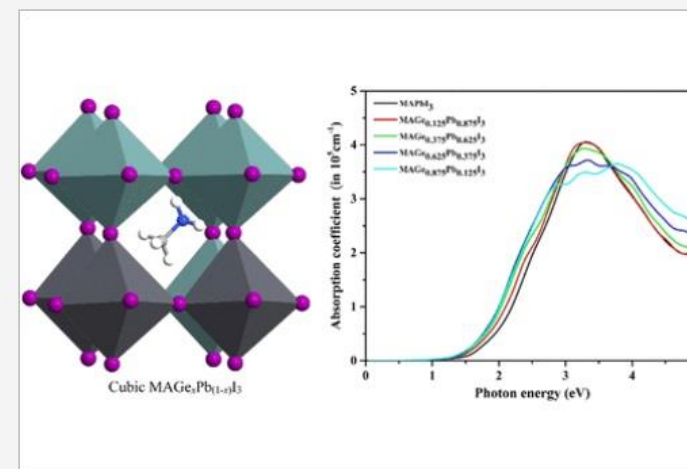 Cubic MAGeₓPb₍₁₋ₓ₎I₃
Absorption coefficient (in 10⁵cm⁻¹)
5
4
3
2
1
0
MAPbI₃
MAGe₀.₁₂₅Pb₀.₈₇₅I₃
MAGe₀.₃₇₅Pb₀.₆₂₅I₃
MAGe₀.₆₂₅Pb₀.₃₇₅I₃
MAGe₀.₈₇₅Pb₀.₁₂₅I₃
0 1 2 3 4
Photon energy (eV)